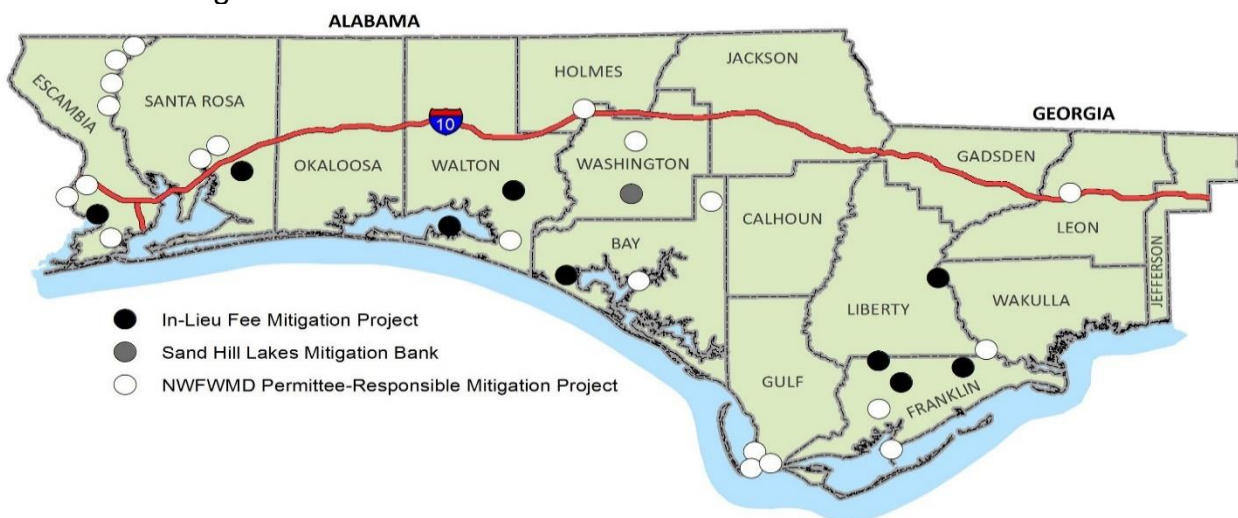 ALABAMA
JACKSON
HOLMES
ESCAMBIA
SANTA ROSA
GEORGIA
10
OKALOOSA
WALTON
WASHINGTON
GADSDEN
CALHOUN
LEON
BAY
JEFFERSON
LIBERTY
WAKULLA
In-Lieu Fee Mitigation Project
Sand Hill Lakes Mitigation Bank
NWFWMD Permittee-Responsible Mitigation Project
GULF
FRANKLIN